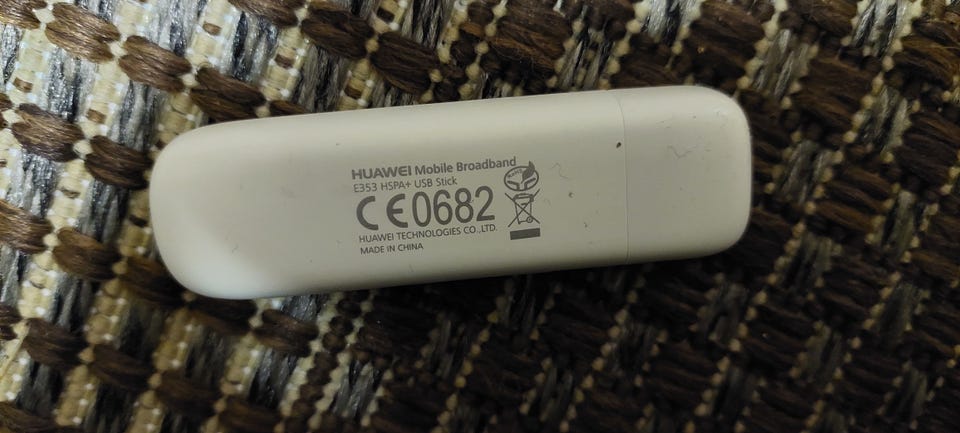 HUAWEI Mobile Broadband
E353 HSPA+ USB Stick
CE0682
HUAWEI TECHNOLOGIES CO.,LTD.
MADE IN CHINA